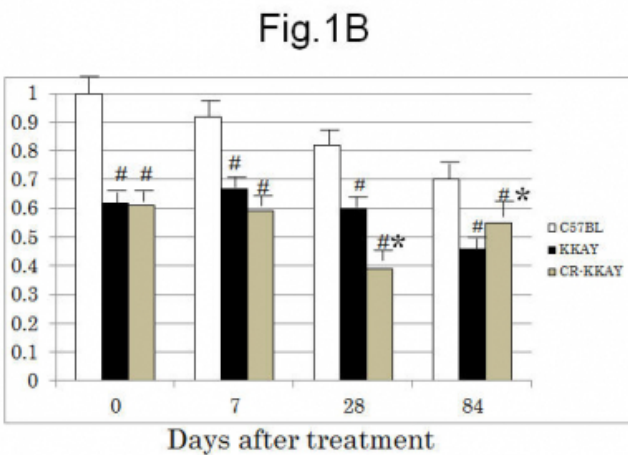 Fig.1B
1
0.9
0.8
0.7
0.6
0.5
0.4
0.3
0.2
0.1
0
# #
# #
# #*
# #*
0 7 28 84
Days after treatment
C57BL
KKAY
CR-KKAY